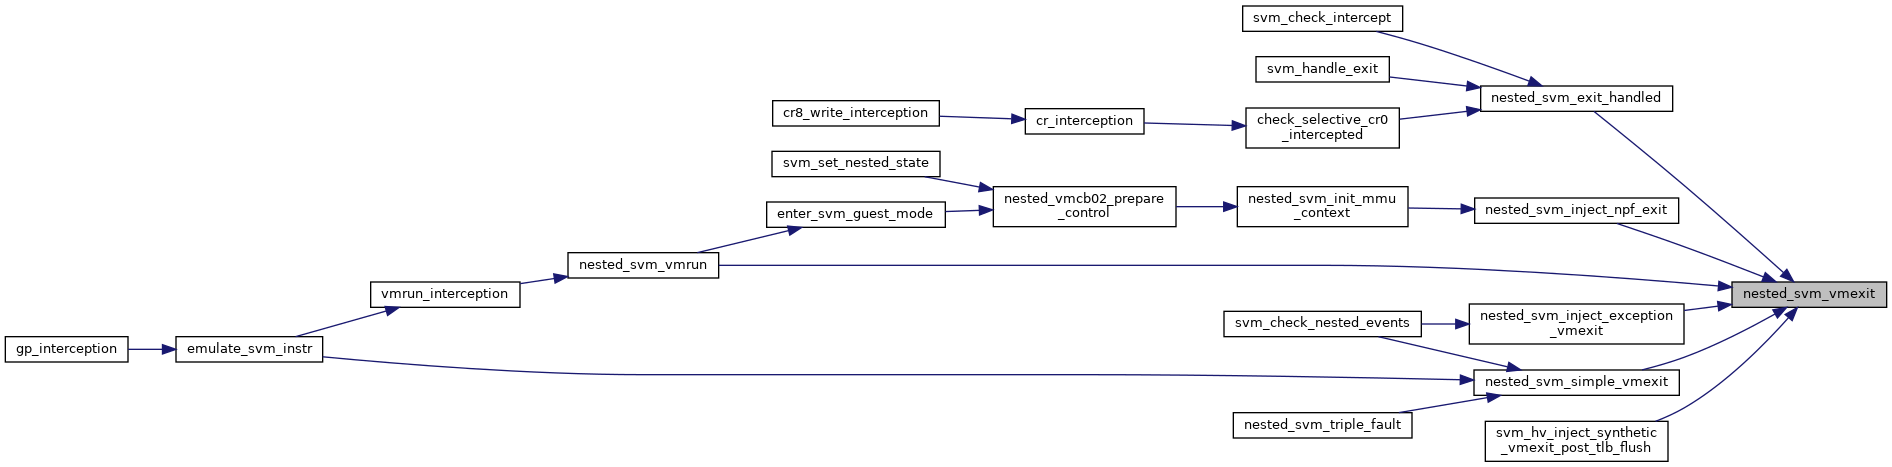 svm_check_intercept
svm_handle_exit
nested_svm_exit_handled
cr8_write_interception
cr_interception
check_selective_cr0
_intercepted
svm_set_nested_state
enter_svm_guest_mode
nested_vmcb02_prepare
_control
nested_svm_init_mmu
_context
nested_svm_inject_npf_exit
nested_svm_vmrun
vmrun_interception
nested_svm_vmexit
svm_check_nested_events
nested_svm_inject_exception
_vmexit
gp_interception
emulate_svm_instr
nested_svm_simple_vmexit
nested_svm_triple_fault
svm_hv_inject_synthetic
_vmexit_post_tlb_flush